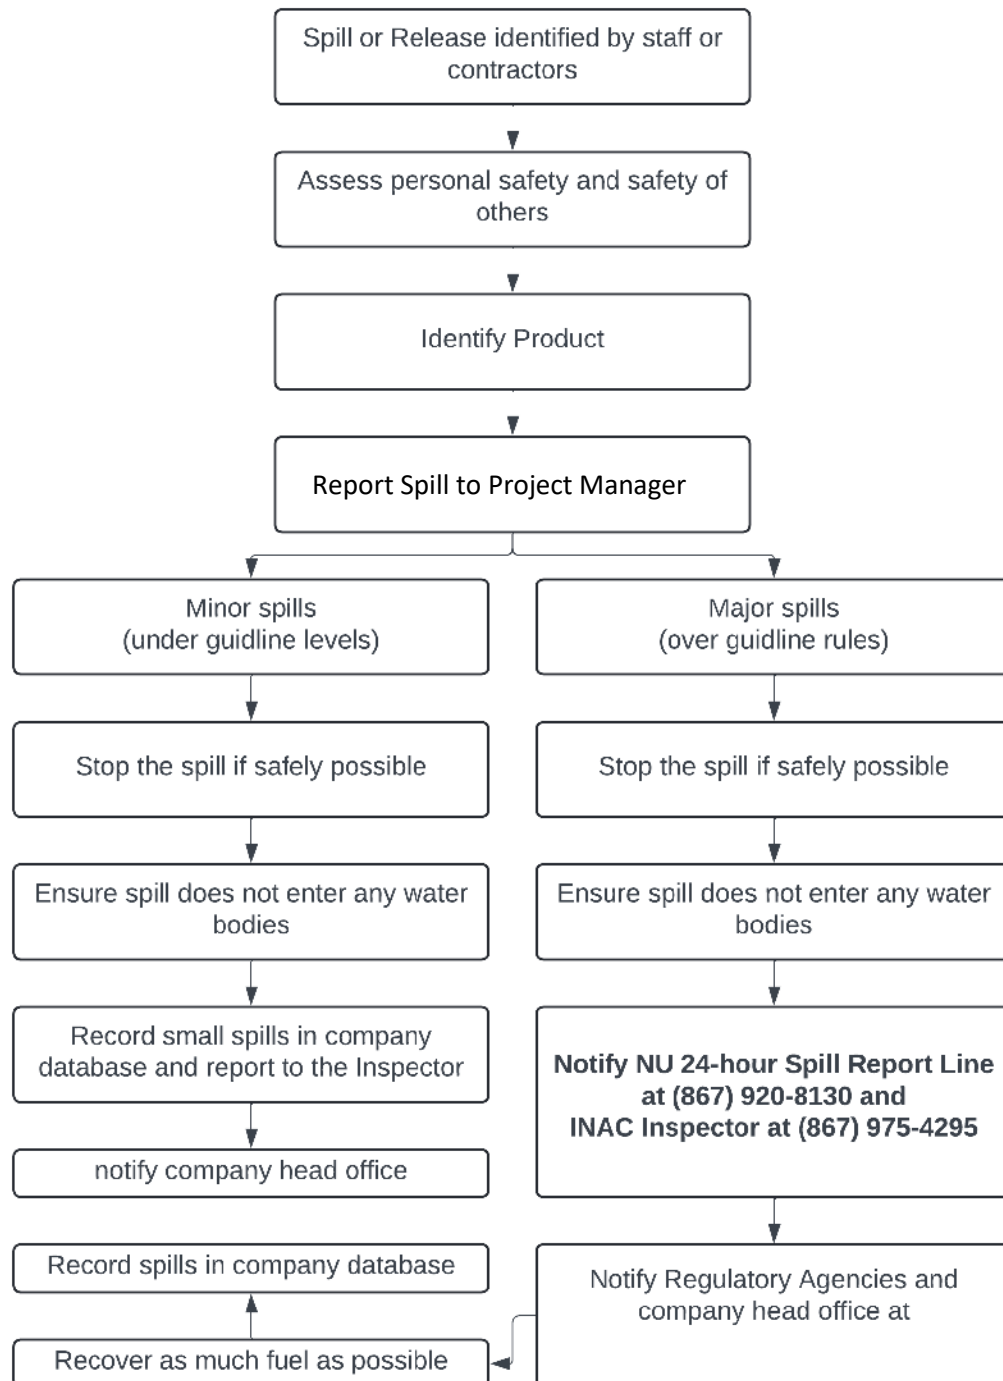 Spill or Release identified by staff or
contractors
Assess personal safety and safety of
others
Identify Product
Report Spill to Project Manager
Minor spills
(under guidline levels)
Stop the spill if safely possible
Ensure spill does not enter any water
bodies
Record small spills in company
database and report to the Inspector
notify company head office
Major spills
(over guidline rules)
Stop the spill if safely possible
Ensure spill does not enter any water
bodies
Notify NU 24-hour Spill Report Line
at (867) 920-8130 and
INAC Inspector at (867) 975-4295
Notify Regulatory Agencies and
company head office at
Recover as much fuel as possible
Record spills in company database